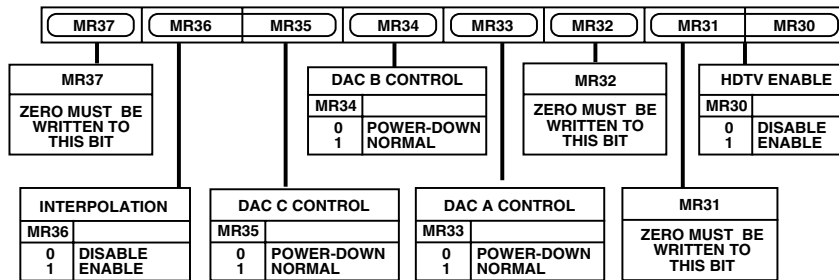 MR37 MR36 MR35 MR34 MR33 MR32 MR31 MR30
MR37
ZERO MUST BE
WRITTEN TO
THIS BIT
DAC B CONTROL
MR34
0 POWER-DOWN
1 NORMAL
MR32
ZERO MUST BE
WRITTEN TO
THIS BIT
HDTV ENABLE
MR30
0 DISABLE
1 ENABLE
INTERPOLATION
MR36
0 DISABLE
1 ENABLE
DAC C CONTROL
MR35
0 POWER-DOWN
1 NORMAL
DAC A CONTROL
MR33
0 POWER-DOWN
1 NORMAL
MR31
ZERO MUST BE
WRITTEN TO
THIS BIT